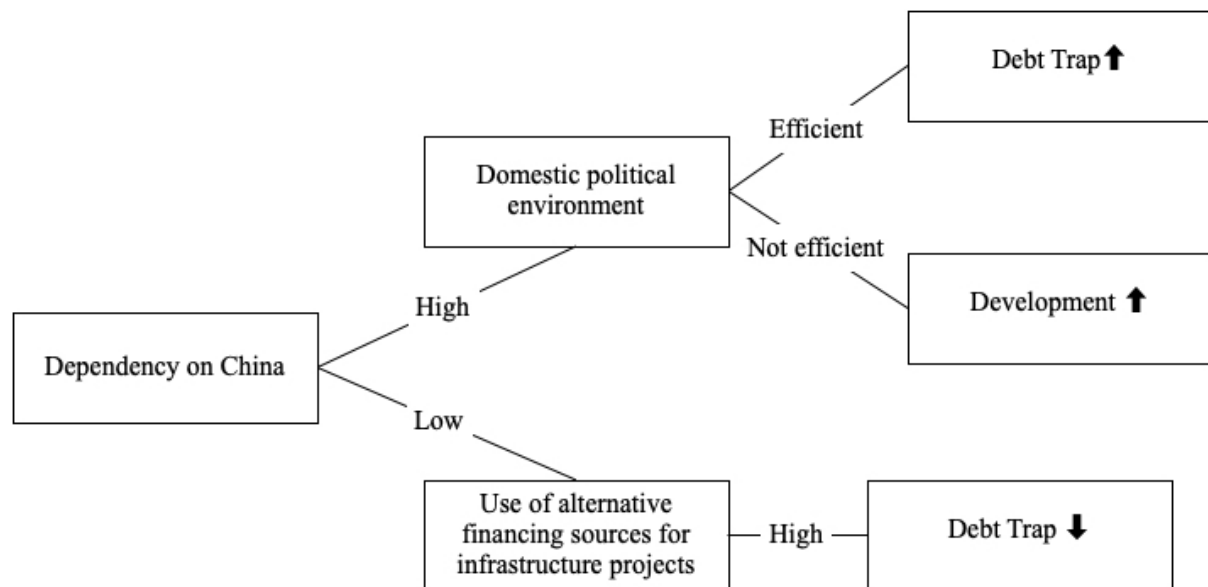 Debt Trap ⬆
Efficient
Domestic political
environment
Not efficient
Development ⬆
High
Dependency on China
Low
Use of alternative
financing sources for
infrastructure projects
High
Debt Trap ⬇